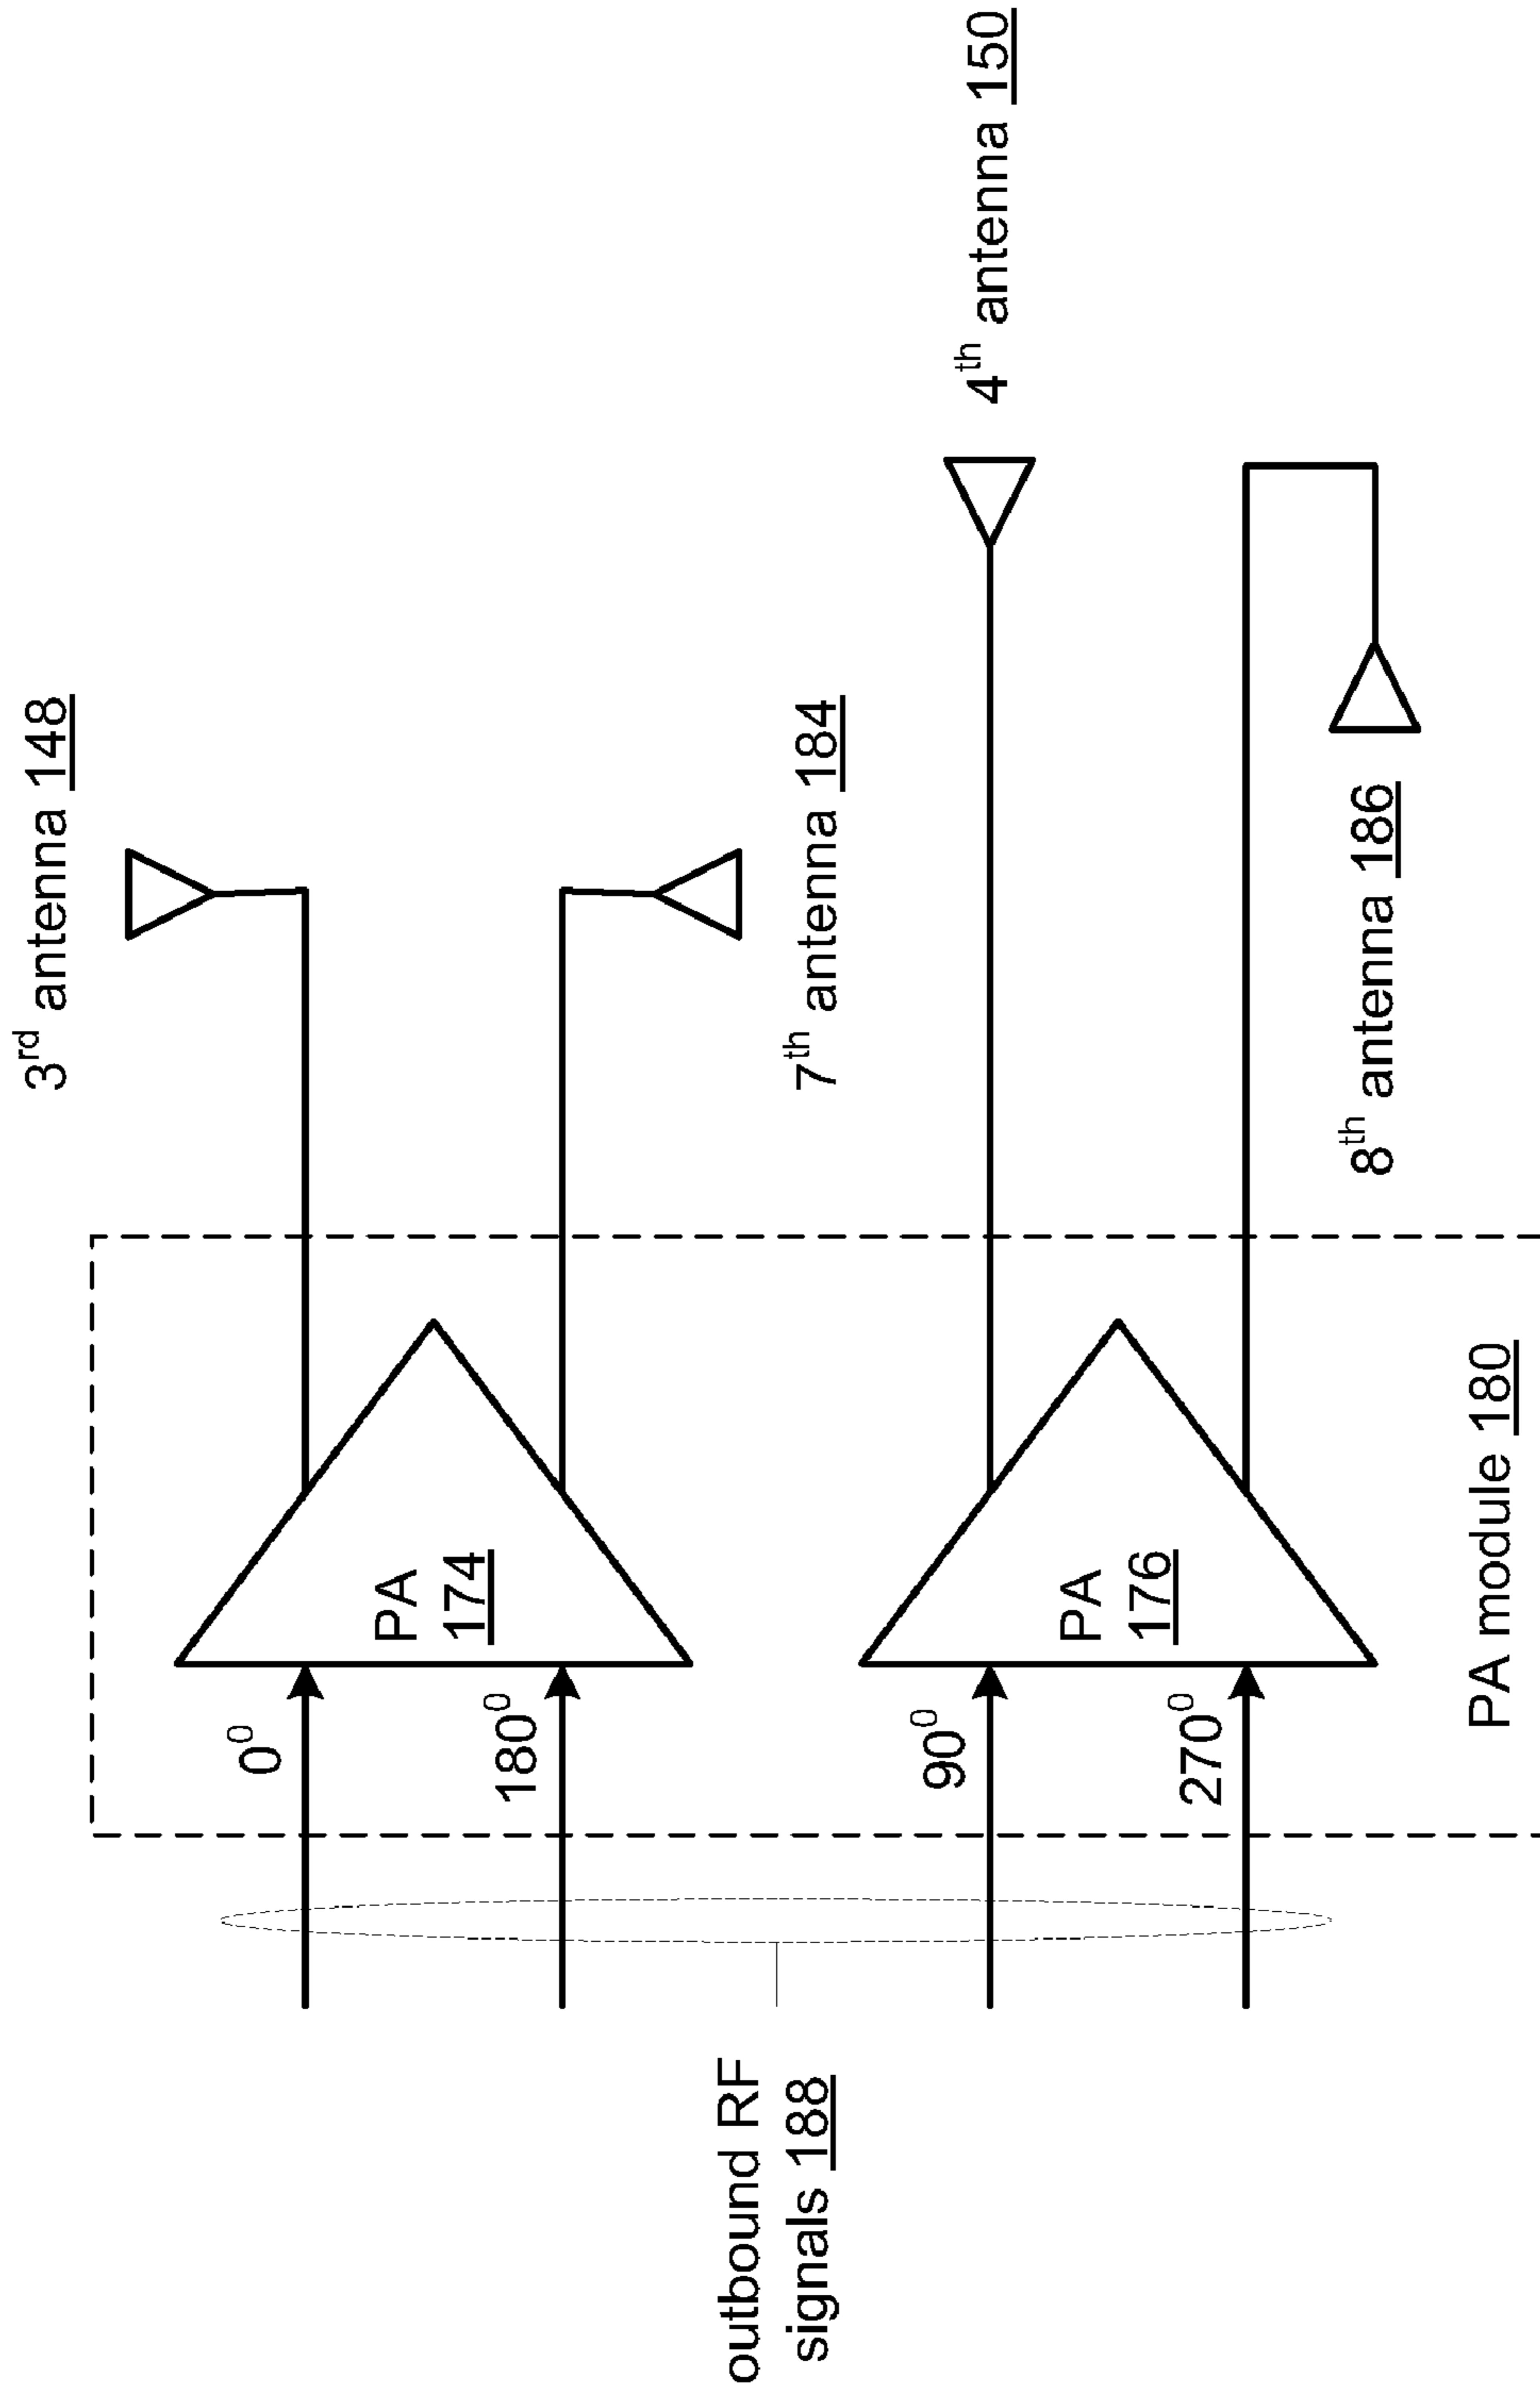 3rd antenna 148
0⁰
PA
174
180⁰
outbound RF
signals 188
7th antenna 184
90⁰
4th antenna 150
PA
176
270⁰
8th antenna 186
PA module 180